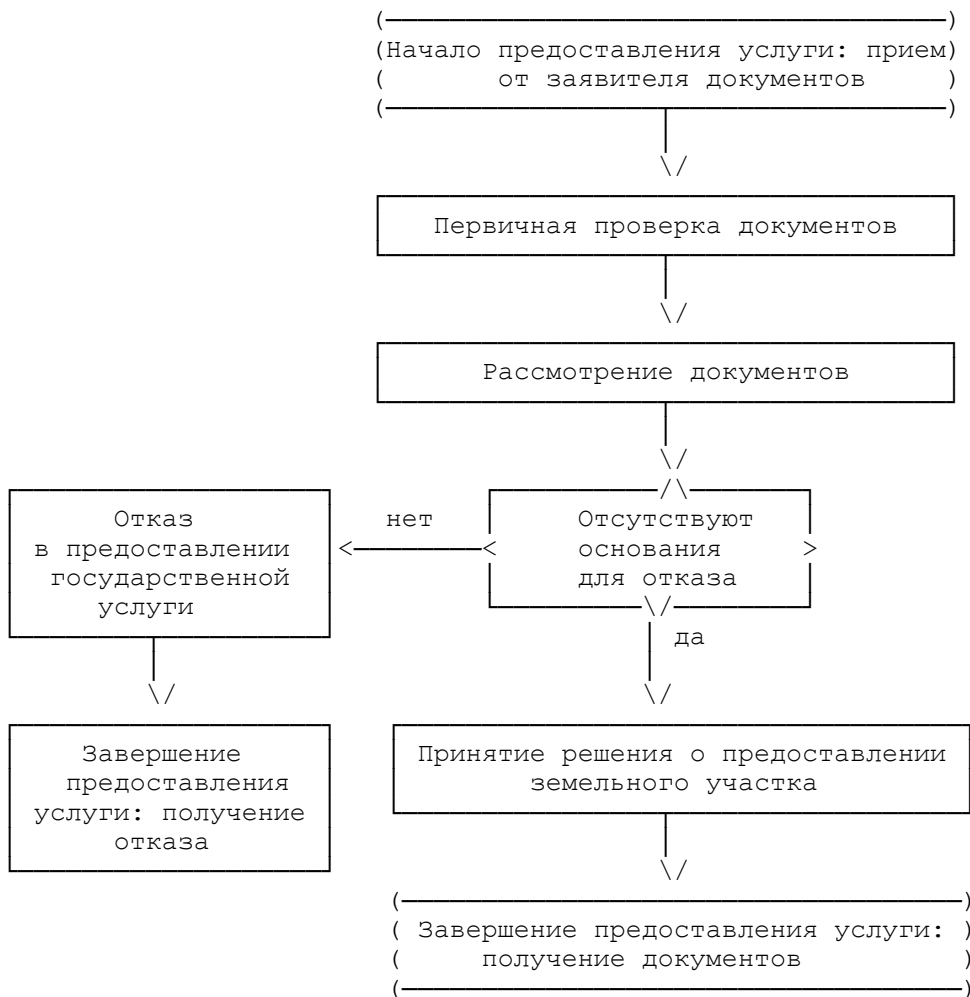 Начало предоставления услуги: прием
от заявителя документов
Первичная проверка документов
Рассмотрение документов
Отсутствуют
основания
для отказа
нет
Отказ
в предоставлении
государственной
услуги
да
Завершение
предоставления
услуги: получение
отказа
Принятие решения о предоставлении
земельного участка
Завершение предоставления услуги:
получение документов